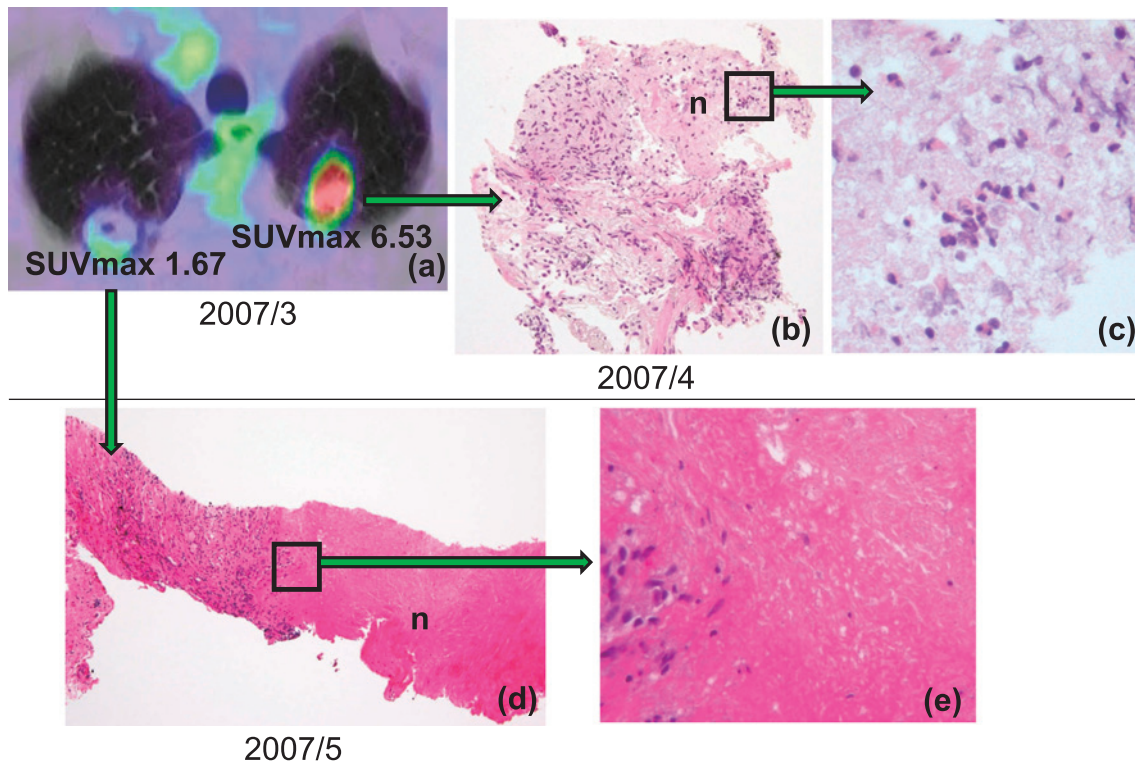 SUVmax 1.67
SUVmax 6.53
(a)
2007/3
n
(b)
(c)
2007/4
n
(d)
(e)
2007/5